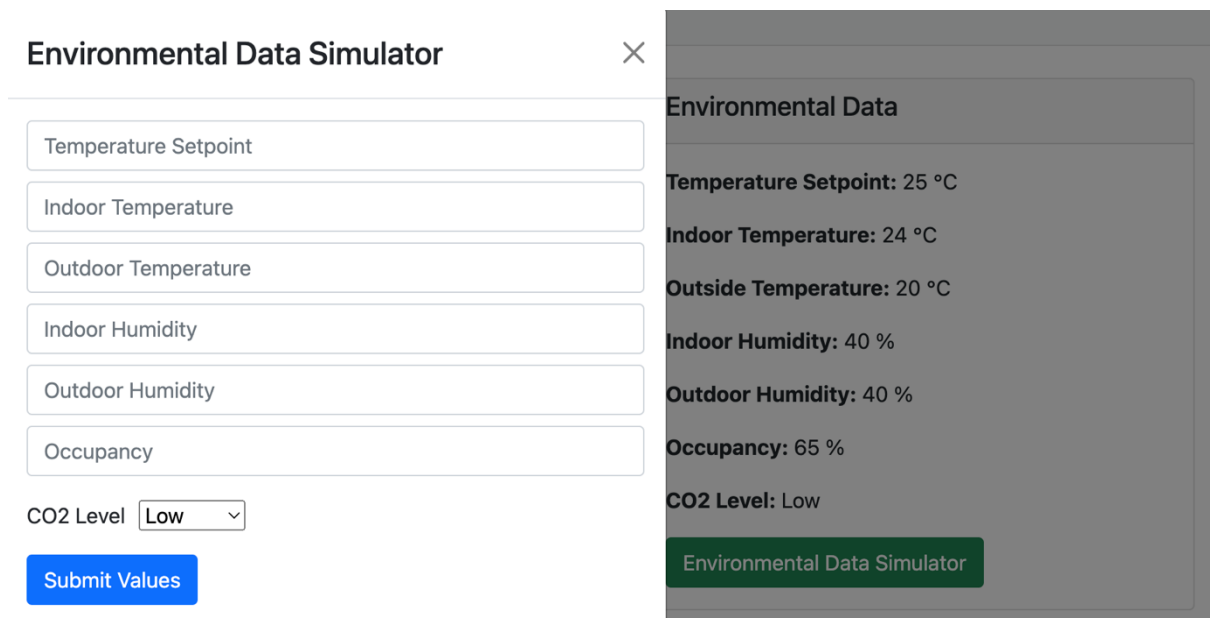 Environmental Data Simulator
Temperature Setpoint
Indoor Temperature
Outdoor Temperature
Indoor Humidity
Outdoor Humidity
Occupancy
CO2 Level Low
Submit Values
Environmental Data
Temperature Setpoint: 25 °C
Indoor Temperature: 24 °C
Outside Temperature: 20 °C
Indoor Humidity: 40 %
Outdoor Humidity: 40 %
Occupancy: 65 %
CO2 Level: Low
Environmental Data Simulator